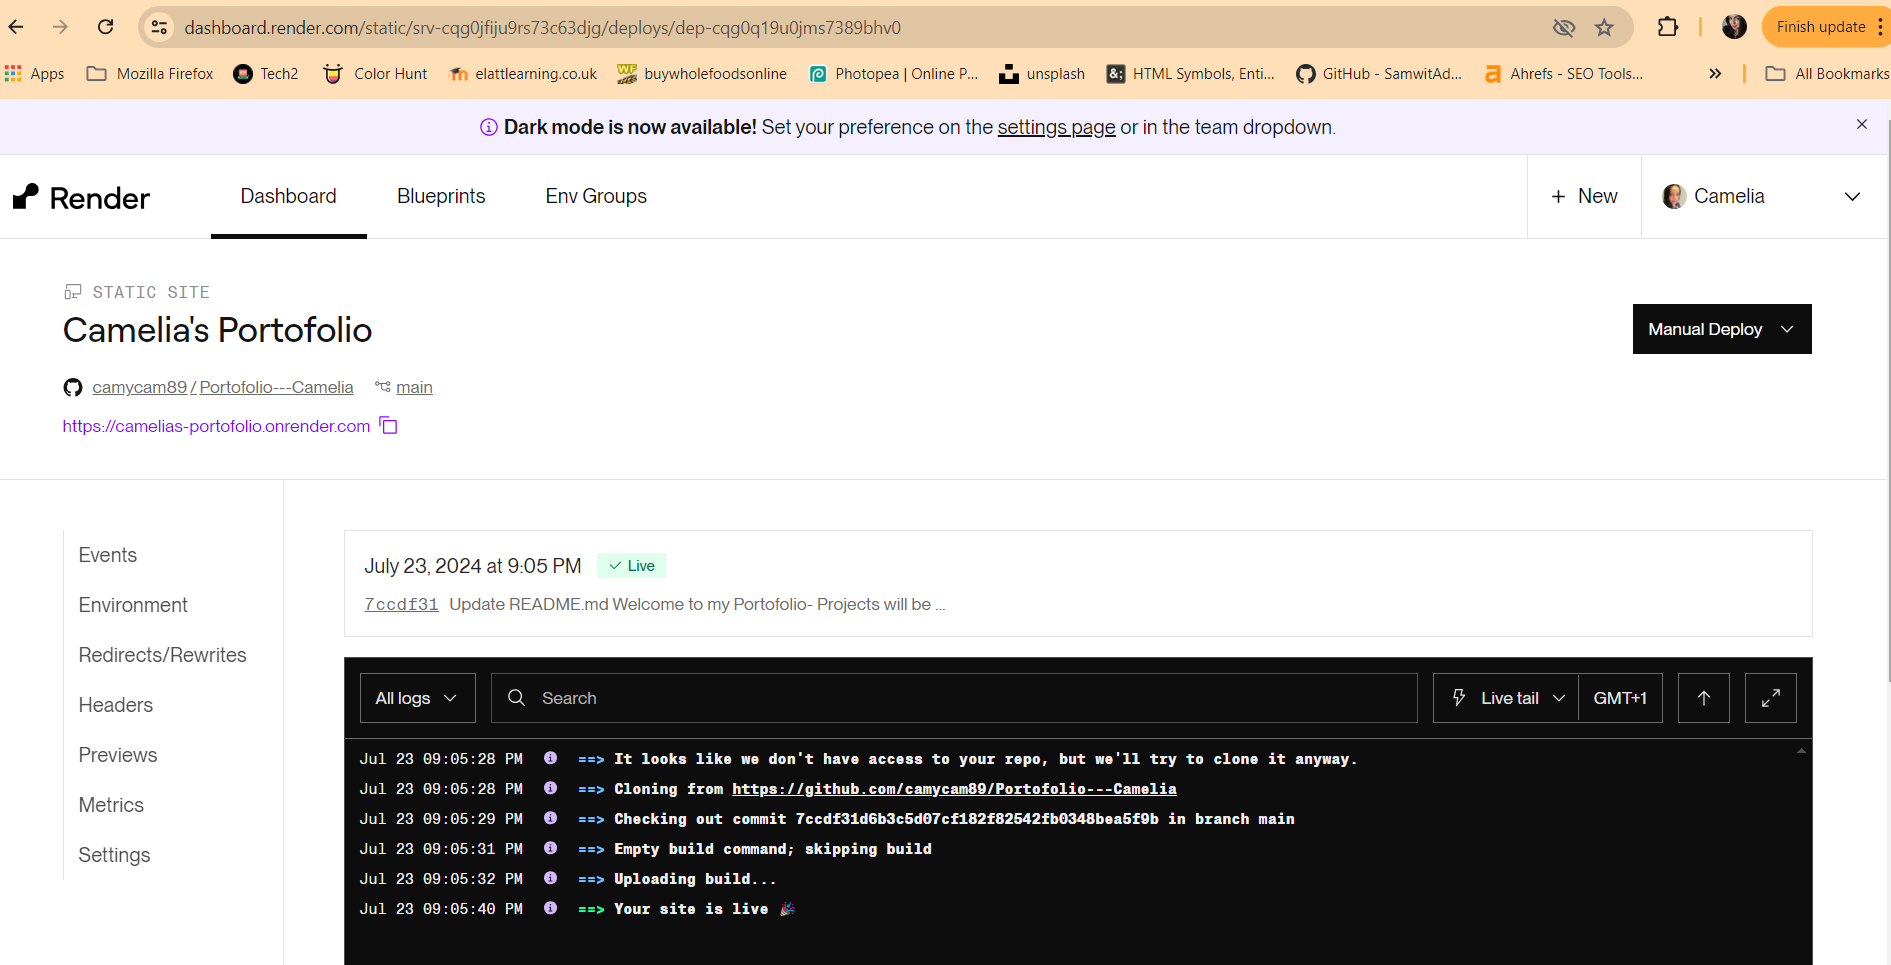 dashboard.render.com/static/srv-cqg0jfiju9rs73c63djg/deploys/dep-cqg0q19u0jms7389bhv0
Finish update
Apps Mozilla Firefox Tech2 Color Hunt elattlearning.co.uk buywholefoodsonline Photopea | Online P... unsplash HTML Symbols, Enti... GitHub - SamwitAd... Ahrefs - SEO Tools... » All Bookmarks
Dark mode is now available! Set your preference on the settings page or in the team dropdown.
Render Dashboard Blueprints Env Groups + New Camelia
STATIC SITE
Camelia's Portofolio
Manual Deploy
camycam89 / Portofolio---Camelia main
https://camelias-portofolio.onrender.com
Events
Environment
Redirects/Rewrites
Headers
Previews
Metrics
Settings
July 23, 2024 at 9:05 PM Live
7ccdf31 Update README.md Welcome to my Portofolio- Projects will be ...
All logs Search Live tail GMT+1
Jul 23 09:05:28 PM ==> It looks like we don't have access to your repo, but we'll try to clone it anyway.
Jul 23 09:05:28 PM ==> Cloning from https://github.com/camycam89/Portofolio---Camelia
Jul 23 09:05:29 PM ==> Checking out commit 7ccdf31d6b3c5d07cf182f82542fb0348bea5f9b in branch main
Jul 23 09:05:31 PM ==> Empty build command; skipping build
Jul 23 09:05:32 PM ==> Uploading build...
Jul 23 09:05:40 PM ==> Your site is live 🎉